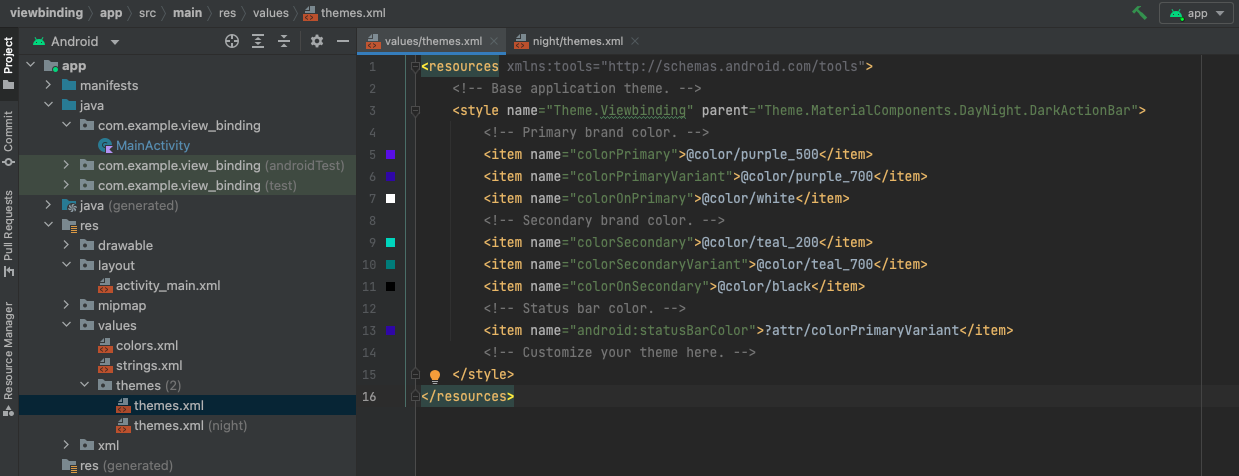 viewbinding app src main res values themes.xml
app
Android
values/themes.xml
night/themes.xml
Project
Commit
Pull Requests
Resource Manager
app
manifests
java
com.example.view_binding
MainActivity
com.example.view_binding (androidTest)
com.example.view_binding (test)
java (generated)
res
drawable
layout
activity_main.xml
mipmap
values
colors.xml
strings.xml
themes (2)
themes.xml
themes.xml (night)
xml
res (generated)
1 <resources xmlns:tools="http://schemas.android.com/tools">
2 <!-- Base application theme. -->
3 <style name="Theme.Viewbinding" parent="Theme.MaterialComponents.DayNight.DarkActionBar">
4 <!-- Primary brand color. -->
5 <item name="colorPrimary">@color/purple_500</item>
6 <item name="colorPrimaryVariant">@color/purple_700</item>
7 <item name="colorOnPrimary">@color/white</item>
8 <!-- Secondary brand color. -->
9 <item name="colorSecondary">@color/teal_200</item>
10 <item name="colorSecondaryVariant">@color/teal_700</item>
11 <item name="colorOnSecondary">@color/black</item>
12 <!-- Status bar color. -->
13 <item name="android:statusBarColor">?attr/colorPrimaryVariant</item>
14 <!-- Customize your theme here. -->
15 </style>
16 </resources>